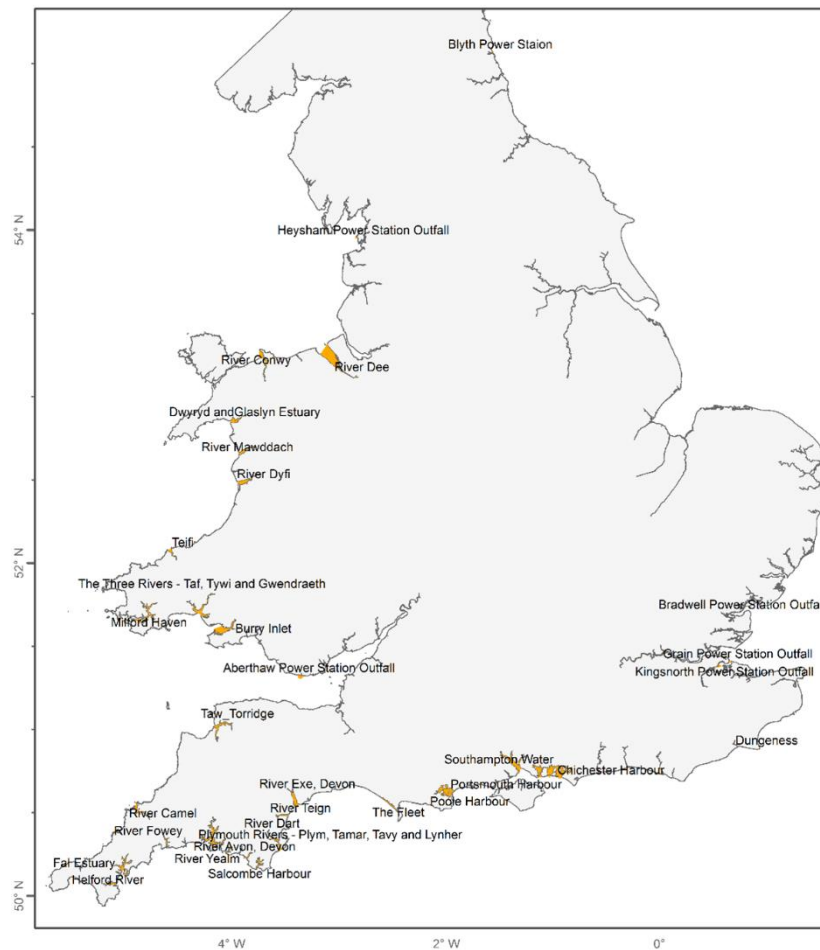 Blyth Power Staion
54° N
Heysham Power Station Outfall
River Conwy
River Dee
Dwyryd andGlaslyn Estuary
River Mawddach
River Dyfi
Teifi
52° N
The Three Rivers - Taf, Tywi and Gwendraeth
Milford Haven
Burry Inlet
Bradwell Power Station Outfa
Aberthaw Power Station Outfall
Grain Power Station Outfall
Kingsnorth Power Station Outfall
Taw_Torridge
Dungeness
Southampton Water
Chichester Harbour
River Exe, Devon
Portsmouth Harbour
Poole Harbour
River Teign
The Fleet
River Camel
River Dart
River Fowey
Plymouth Rivers - Plym, Tamar, Tavy and Lynher
River Avon, Devon
River Yealm
Fal Estuary
Salcombe Harbour
Helford River
50° N
4° W
2° W
0°